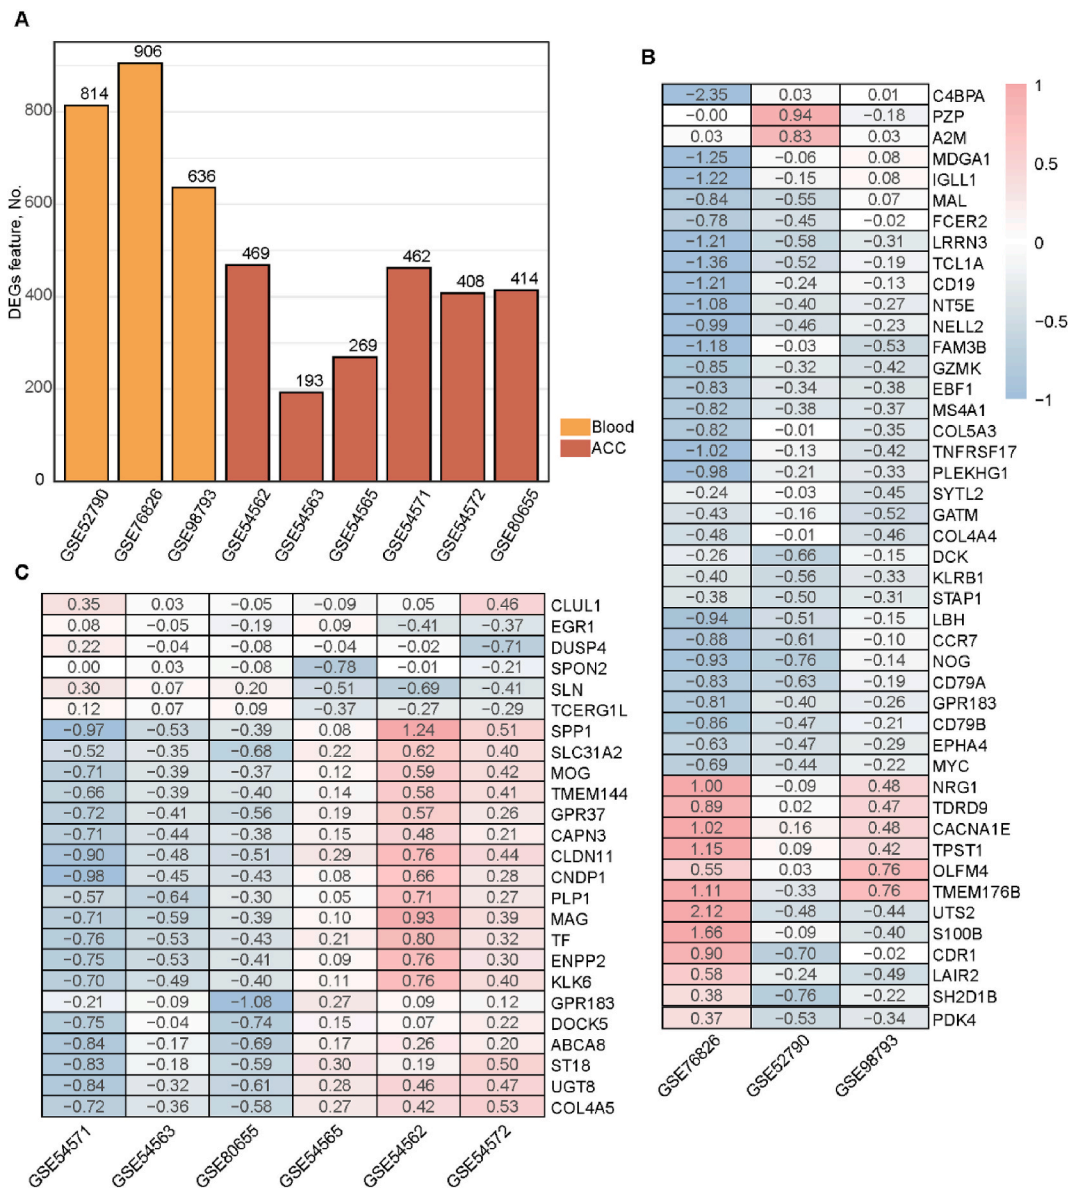 A
DEGs feature, No.
800
600
400
200
0
814
906
636
469
193
269
462
408
414
GSE52790
GSE76826
GSE98793
GSE54562
GSE54563
GSE54565
GSE54571
GSE54572
GSE80655
Blood
ACC
B
−2.35 0.03 0.01 C4BPA
−0.00 0.94 −0.18 PZP
0.03 0.83 0.03 A2M
−1.25 −0.06 0.08 MDGA1
−1.22 −0.15 0.08 IGLL1
−0.84 −0.55 0.07 MAL
−0.78 −0.45 −0.02 FCER2
−1.21 −0.58 −0.31 LRRN3
−1.36 −0.52 −0.19 TCL1A
−1.21 −0.24 −0.13 CD19
−1.08 −0.40 −0.27 NT5E
−0.99 −0.46 −0.23 NELL2
−1.18 −0.03 −0.53 FAM3B
−0.85 −0.32 −0.42 GZMK
−0.83 −0.34 −0.38 EBF1
−0.82 −0.38 −0.37 MS4A1
−0.82 −0.01 −0.35 COL5A3
−1.02 −0.13 −0.42 TNFRSF17
−0.98 −0.21 −0.33 PLEKHG1
−0.24 −0.03 −0.45 SYTL2
−0.43 −0.16 −0.52 GATM
−0.48 −0.01 −0.46 COL4A4
−0.26 −0.66 −0.15 DCK
−0.40 −0.56 −0.33 KLRB1
−0.38 −0.50 −0.31 STAP1
−0.94 −0.51 −0.15 LBH
−0.88 −0.61 −0.10 CCR7
−0.93 −0.76 −0.14 NOG
−0.83 −0.63 −0.19 CD79A
−0.81 −0.40 −0.26 GPR183
−0.86 −0.47 −0.21 CD79B
−0.63 −0.47 −0.29 EPHA4
−0.69 −0.44 −0.22 MYC
1.00 −0.09 0.48 NRG1
0.89 0.02 0.47 TDRD9
1.02 0.16 0.48 CACNA1E
1.15 0.09 0.42 TPST1
0.55 0.03 0.76 OLFM4
1.11 −0.33 0.76 TMEM176B
2.12 −0.48 −0.44 UTS2
1.66 −0.09 −0.40 S100B
0.90 −0.70 −0.02 CDR1
0.58 −0.24 −0.49 LAIR2
0.38 −0.76 −0.22 SH2D1B
0.37 −0.53 −0.34 PDK4
GSE76826
GSE52790
GSE98793
1
0.5
0
−0.5
−1
C
0.35 0.03 −0.05 −0.09 0.05 0.46 CLUL1
0.08 −0.05 −0.19 0.09 −0.41 −0.37 EGR1
0.22 −0.04 −0.08 −0.04 −0.02 −0.71 DUSP4
0.00 0.03 −0.08 −0.78 −0.01 −0.21 SPON2
0.30 0.07 0.20 −0.51 −0.69 −0.41 SLN
0.12 0.07 0.09 −0.37 −0.27 −0.29 TCERG1L
−0.97 −0.53 −0.39 0.08 1.24 0.51 SPP1
−0.52 −0.35 −0.68 0.22 0.62 0.40 SLC31A2
−0.71 −0.39 −0.37 0.12 0.59 0.42 MOG
−0.66 −0.39 −0.40 0.14 0.58 0.41 TMEM144
−0.72 −0.41 −0.56 0.19 0.57 0.26 GPR37
−0.71 −0.44 −0.38 0.15 0.48 0.21 CAPN3
−0.90 −0.48 −0.51 0.29 0.76 0.44 CLDN11
−0.98 −0.45 −0.43 0.08 0.66 0.28 CNDP1
−0.57 −0.64 −0.30 0.05 0.71 0.27 PLP1
−0.71 −0.59 −0.39 0.10 0.93 0.39 MAG
−0.76 −0.53 −0.43 0.21 0.80 0.32 TF
−0.75 −0.53 −0.41 0.09 0.76 0.30 ENPP2
−0.70 −0.49 −0.40 0.11 0.76 0.40 KLK6
−0.21 −0.09 −1.08 0.27 0.09 0.12 GPR183
−0.75 −0.04 −0.74 0.15 0.07 0.22 DOCK5
−0.84 −0.17 −0.69 0.17 0.26 0.26 ABCA8
−0.83 −0.18 −0.59 0.30 0.19 0.50 ST18
−0.84 −0.32 −0.61 0.28 0.46 0.47 UGT8
−0.72 −0.36 −0.58 0.27 0.42 0.53 COL4A5
GSE54571
GSE54563
GSE80655
GSE54565
GSE54562
GSE54572